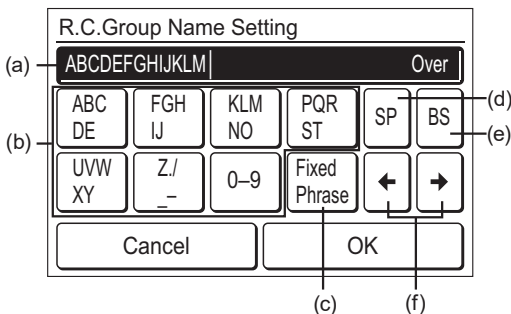 R.C.Group Name Setting
(a) ABCDEFGHIJKLM Over
(b)
ABC
DE
FGH
IJ
KLM
NO
PQR
ST
SP
BS
(d)
(e)
UVW
XY
Z./
_–
0–9
Fixed
Phrase
Cancel
OK
(c)
(f)